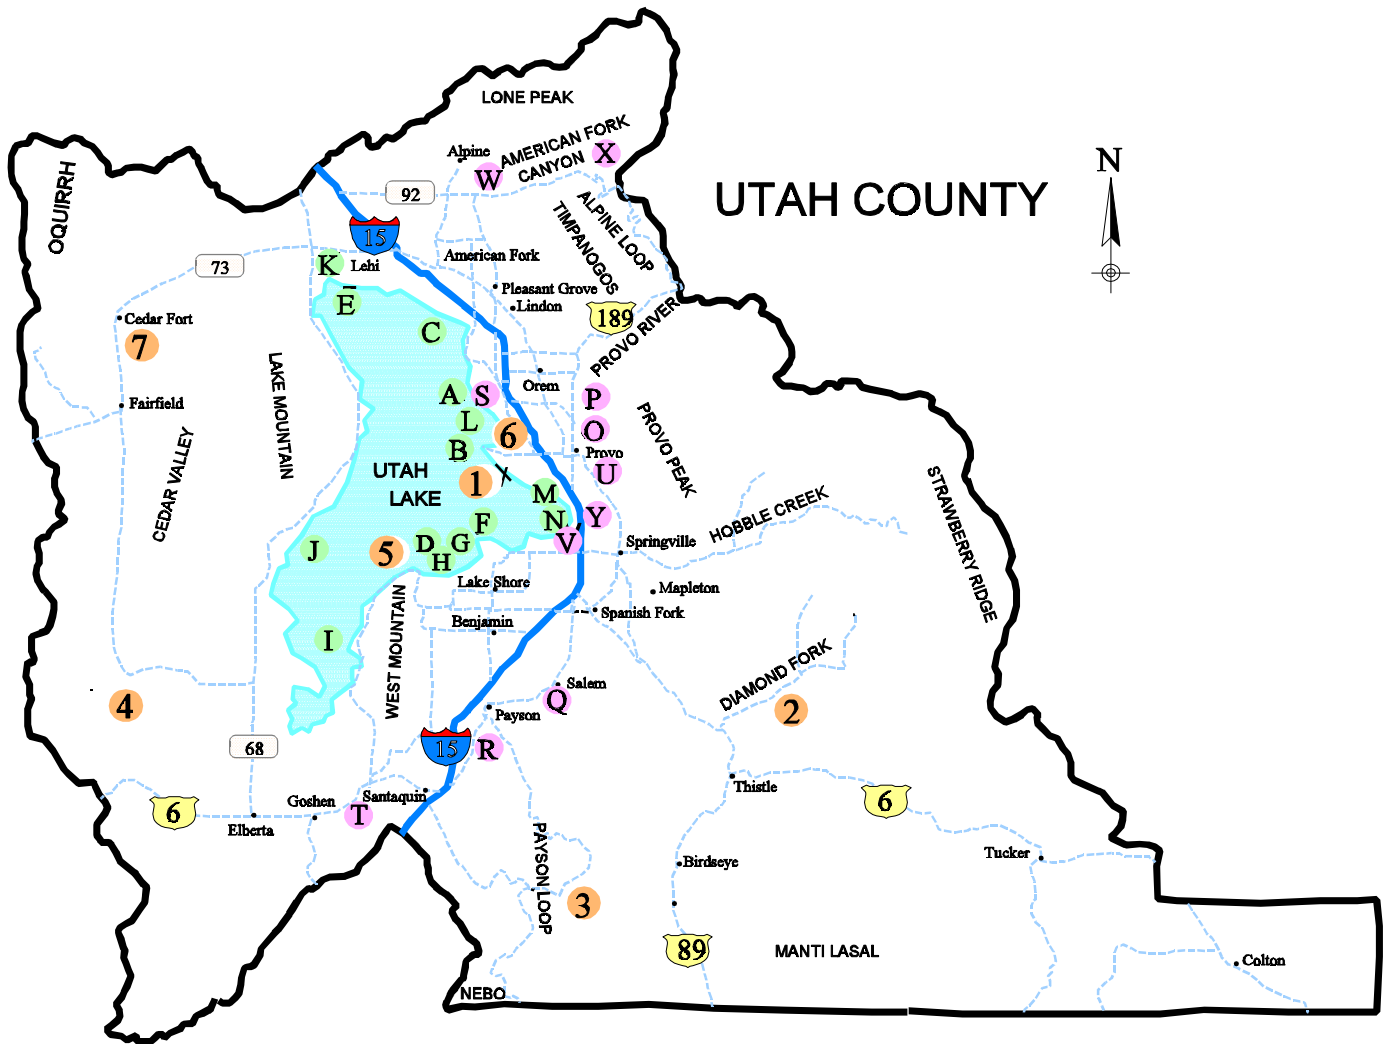 LONE PEAK
AMERICAN FORK
CANYON
X
Alpine
W
N
UTAH COUNTY
OQUIRRH
92
ALPINE LOOP
TIMPANOGOS
15
American Fork
73
K
Lehi
E
Pleasant Grove
Lindon
189
PROVO RIVER
Cedar Fort
7
C
LAKE MOUNTAIN
Orem
Fairfield
A
S
P
L
6
O
PROVO PEAK
B
Provo
CEDAR VALLEY
UTAH
LAKE
1
U
M
STRAWBERRY RIDGE
HOBBLE CREEK
F
N
Y
J
5
D
G
H
V
Springville
Lake Shore
Mapleton
WEST MOUNTAIN
Benjamin
Spanish Fork
I
DIAMOND FORK
4
Salem
Q
Payson
2
68
15
R
Thistle
6
Goshen
Santaquin
T
6
Elberta
PAYSON LOOP
Tucker
Birdseye
3
89
MANTI LASAL
Colton
NEBO